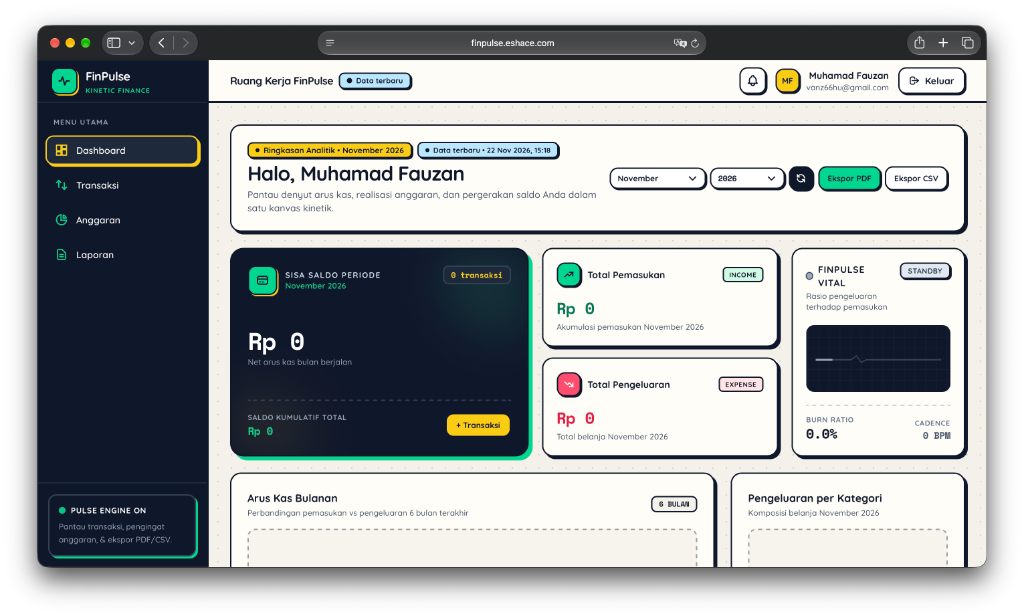 finpulse.eshace.com
FinPulse
KINETIC FINANCE
Ruang Kerja FinPulse
Data terbaru
MF
Muhamad Fauzan
vanz66hu@gmail.com
Keluar
MENU UTAMA
Dashboard
Transaksi
Anggaran
Laporan
PULSE ENGINE ON
Pantau transaksi, pengingat
anggaran, & ekspor PDF/CSV.
Ringkasan Analitik • November 2026
Data terbaru • 22 Nov 2026, 15:18
Halo, Muhamad Fauzan
Pantau denyut arus kas, realisasi anggaran, dan pergerakan saldo Anda dalam
satu kanvas kinetik.
November
2026
Ekspor PDF
Ekspor CSV
SISA SALDO PERIODE
November 2026
0 transaksi
Rp 0
Net arus kas bulan berjalan
SALDO KUMULATIF TOTAL
Rp 0
+ Transaksi
Total Pemasukan
INCOME
Rp 0
Akumulasi pemasukan November 2026
Total Pengeluaran
EXPENSE
Rp 0
Total belanja November 2026
FINPULSE
VITAL
STANDBY
Rasio pengeluaran
terhadap pemasukan
BURN RATIO
0.0%
CADENCE
0 BPM
Arus Kas Bulanan
Perbandingan pemasukan vs pengeluaran 6 bulan terakhir
6 BULAN
Pengeluaran per Kategori
Komposisi belanja November 2026